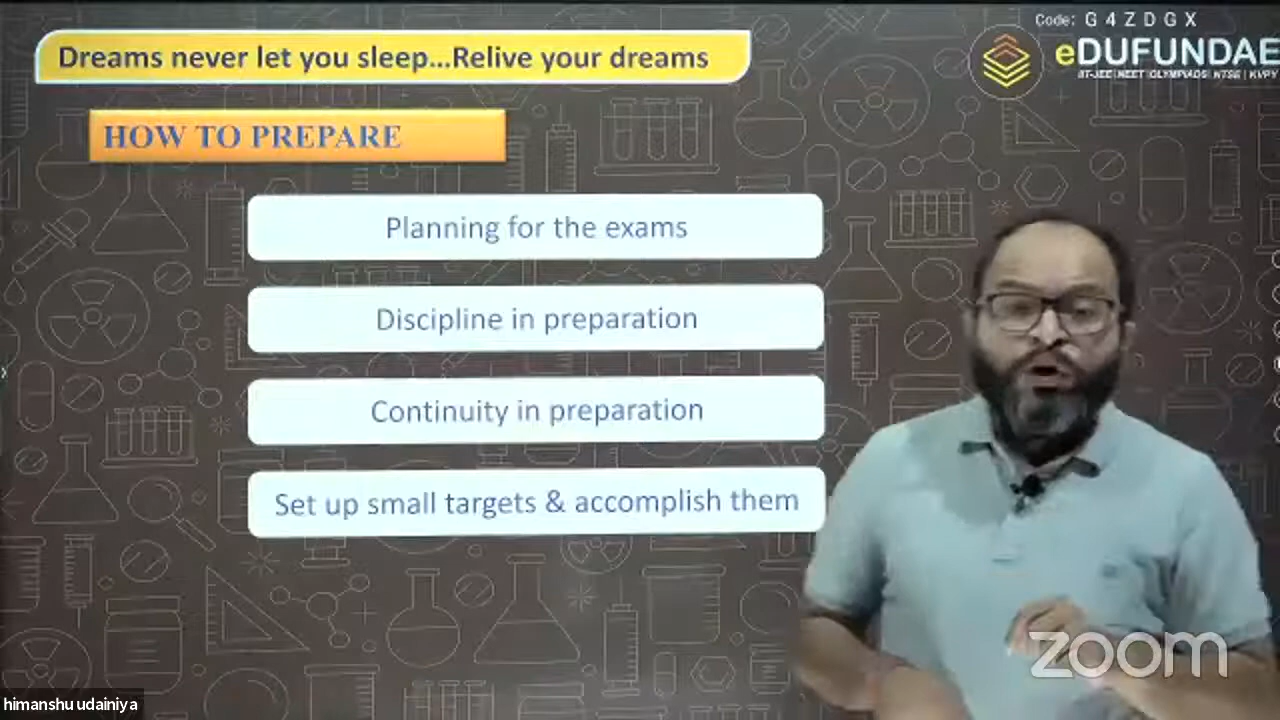 Code: G 4 Z D G X
Dreams never let you sleep...Relive your dreams
eDUFUNDAE
IIT-JEE | NEET | OLYMPIADS | NTSE | KVPY
HOW TO PREPARE
Planning for the exams
Discipline in preparation
Continuity in preparation
Set up small targets & accomplish them
zoom
himanshu udainiya